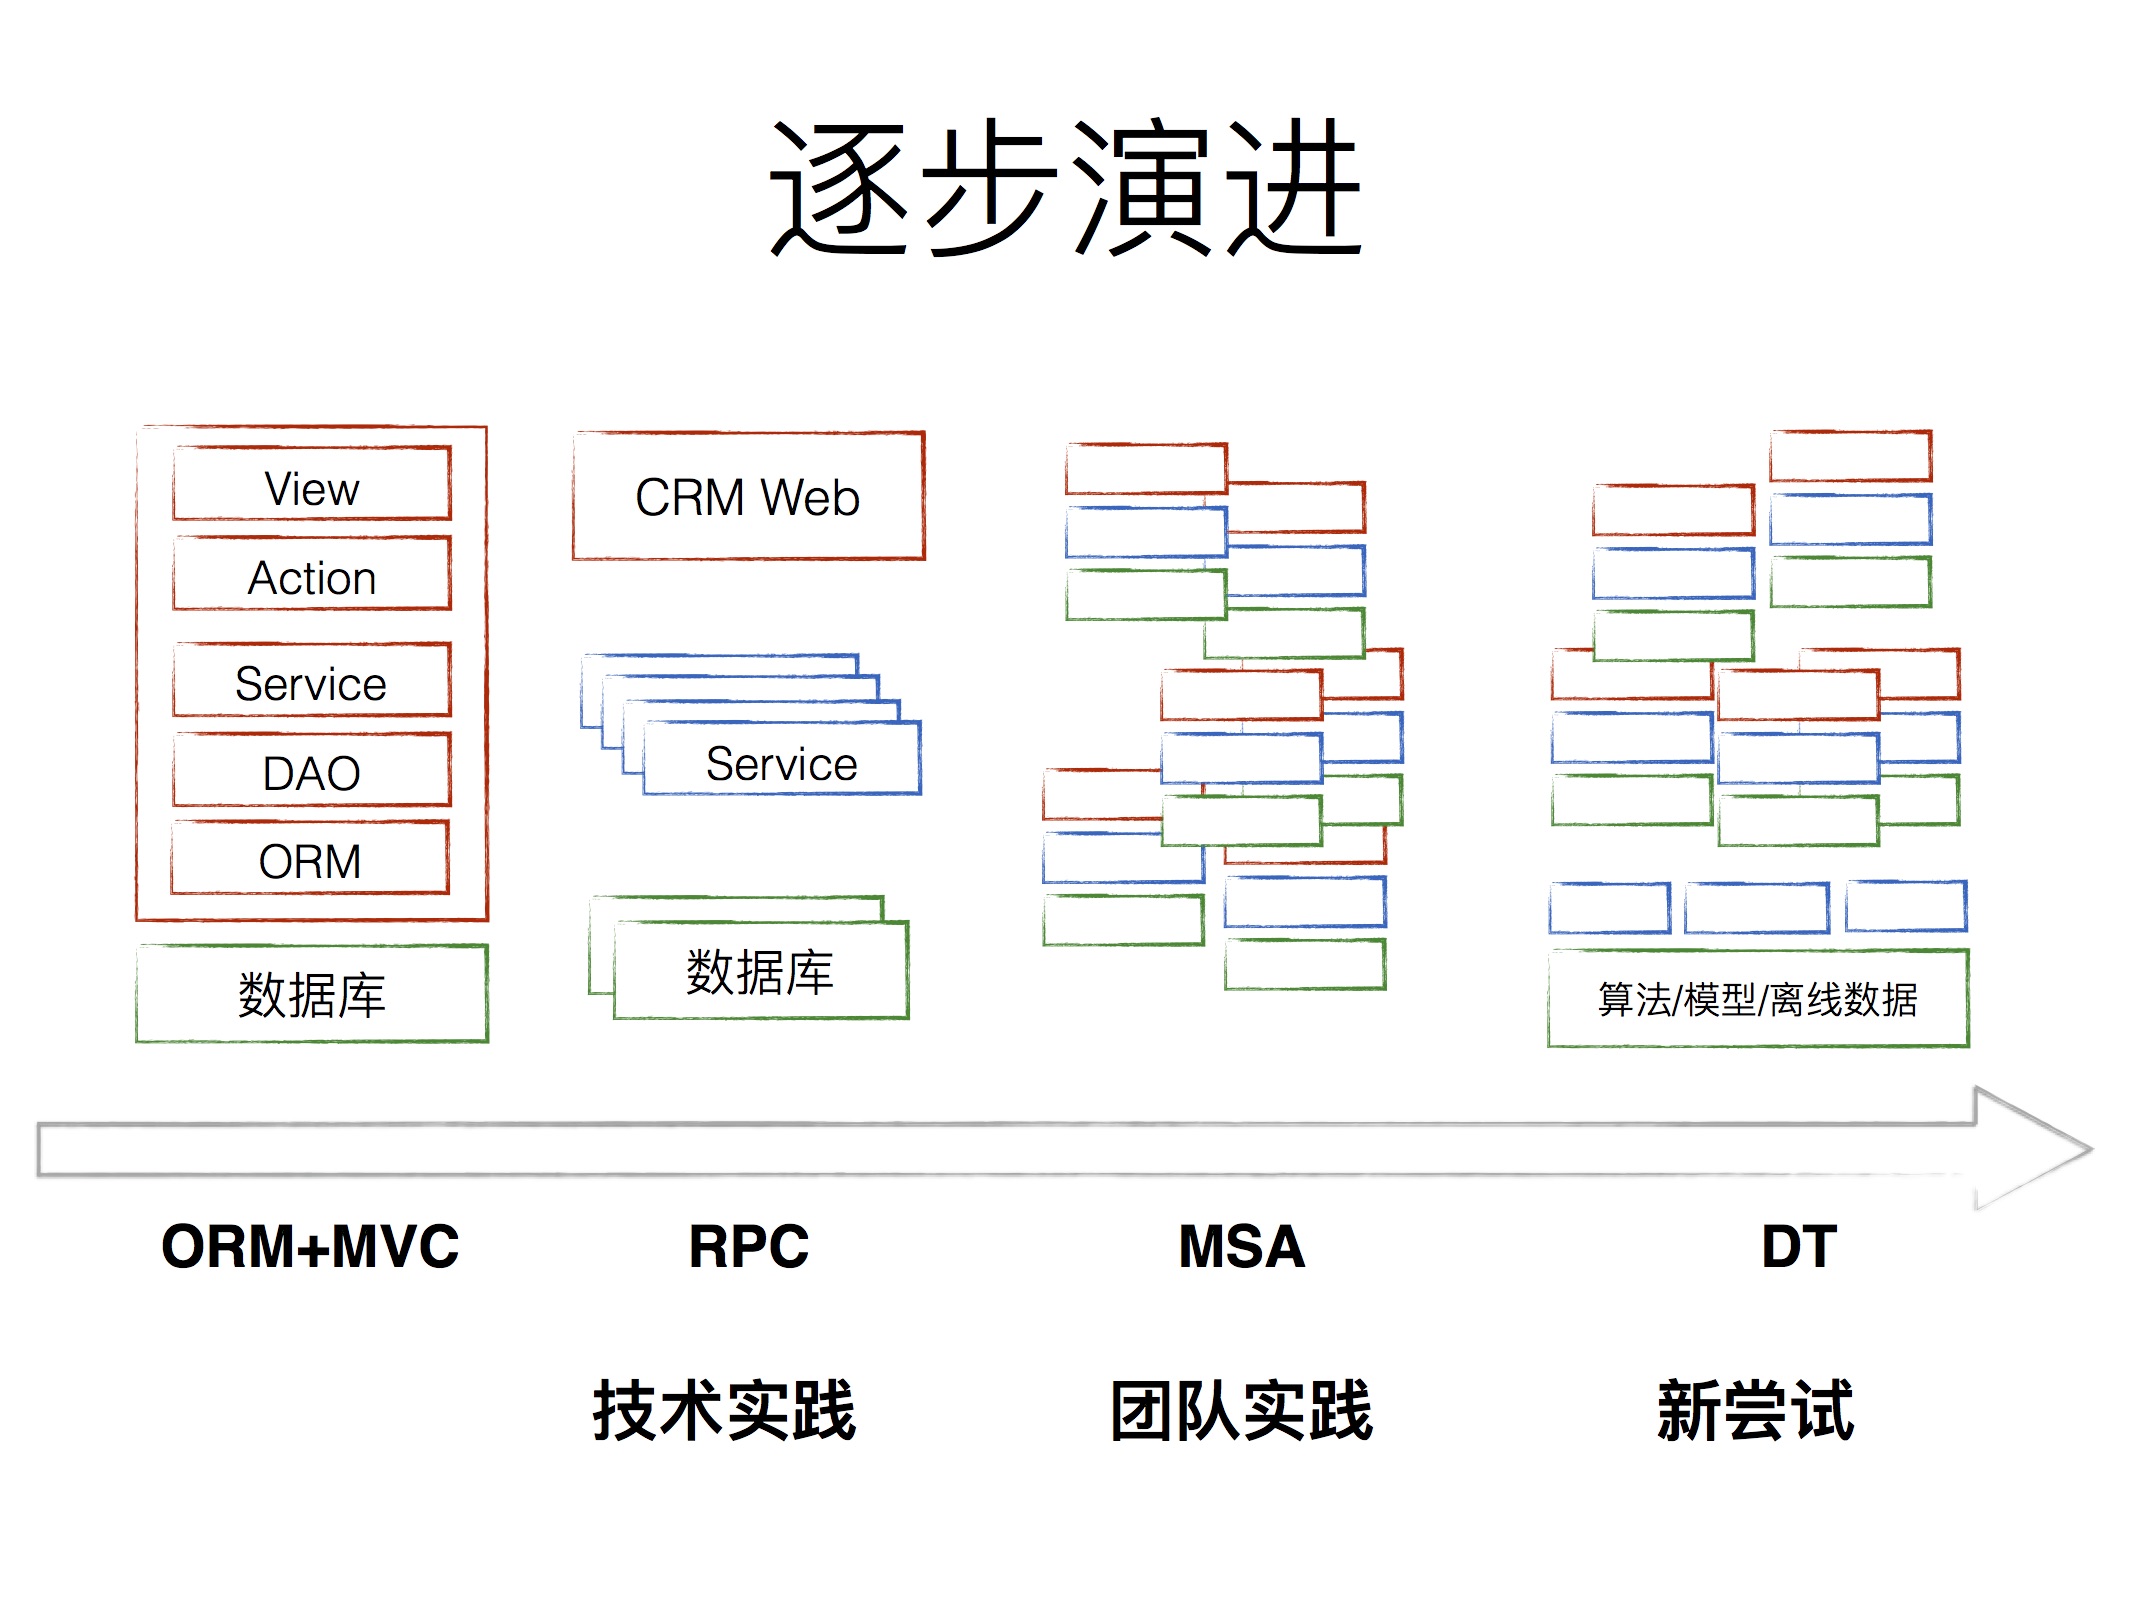 逐步演进
View
Action
Service
DAO
ORM
数据库
CRM Web
Service
数据库
算法/模型/离线数据
ORM+MVC
RPC
MSA
DT
技术实践
团队实践
新尝试